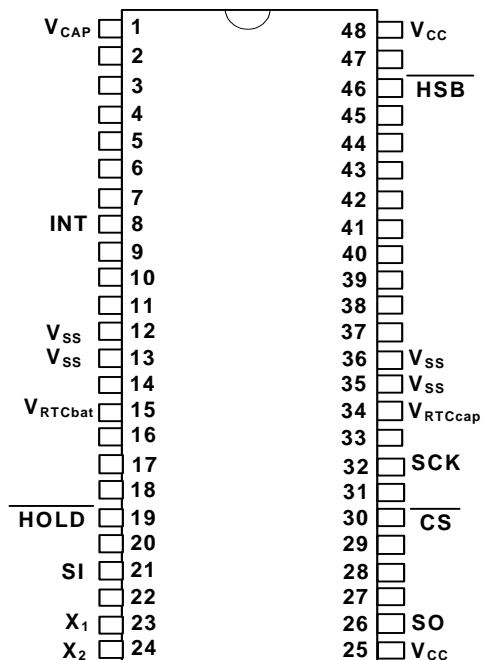 V_CAP 1 48 V_CC
2 47
3 46 HSB
4 45
5 44
6 43
7 42
INT 8 41
9 40
10 39
11 38
V_SS 12 37
V_SS 13 36 V_SS
14 35 V_SS
V_RTCbat 15 34 V_RTCcap
16 33
17 32 SCK
18 31
HOLD 19 30 CS
20 29
SI 21 28
22 27
X₁ 23 26 SO
X₂ 24 25 V_CC